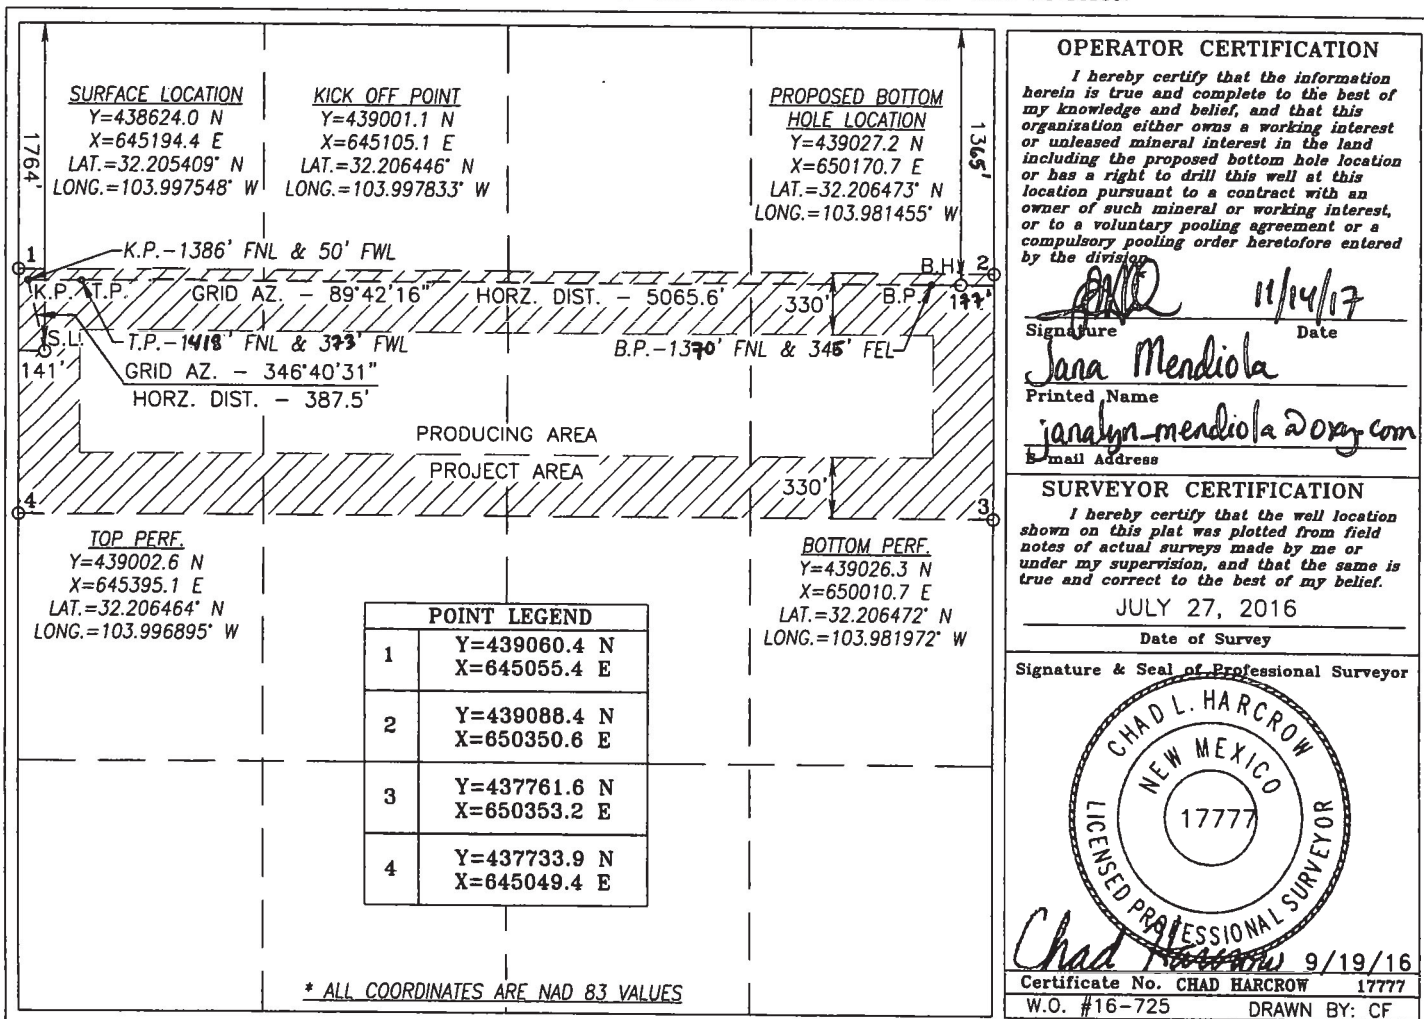 SURFACE LOCATION
Y=438624.0 N
X=645194.4 E
LAT.=32.205409° N
LONG.=103.997548° W
KICK OFF POINT
Y=439001.1 N
X=645105.1 E
LAT.=32.206446° N
LONG.=103.997833° W
PROPOSED BOTTOM
HOLE LOCATION
Y=439027.2 N
X=650170.7 E
LAT.=32.206473° N
LONG.=103.981455° W
1764'
1365'
1
K.P.-1386' FNL & 50' FWL
B.H.
2
K.P.
T.P.
GRID AZ. - 89°42'16"
HORZ. DIST. - 5065.6'
330'
B.P.
177'
S.L.
T.P.-1418' FNL & 373' FWL
B.P.-1370' FNL & 345' FEL
141'
GRID AZ. - 346°40'31"
HORZ. DIST. - 387.5'
PRODUCING AREA
PROJECT AREA
330'
4
3
TOP PERF.
Y=439002.6 N
X=645395.1 E
LAT.=32.206464° N
LONG.=103.996895° W
BOTTOM PERF.
Y=439026.3 N
X=650010.7 E
LAT.=32.206472° N
LONG.=103.981972° W
POINT LEGEND
1
Y=439060.4 N
X=645055.4 E
2
Y=439088.4 N
X=650350.6 E
3
Y=437761.6 N
X=650353.2 E
4
Y=437733.9 N
X=645049.4 E
* ALL COORDINATES ARE NAD 83 VALUES
OPERATOR CERTIFICATION
I hereby certify that the information
herein is true and complete to the best of
my knowledge and belief, and that this
organization either owns a working interest
or unleased mineral interest in the land
including the proposed bottom hole location
or has a right to drill this well at this
location pursuant to a contract with an
owner of such mineral or working interest,
or to a voluntary pooling agreement or a
compulsory pooling order heretofore entered
by the division.
11/14/17
Signature Date
Jana Mendiola
Printed Name
janalyn_mendiola@oxy.com
E-mail Address
SURVEYOR CERTIFICATION
I hereby certify that the well location
shown on this plat was plotted from field
notes of actual surveys made by me or
under my supervision, and that the same is
true and correct to the best of my belief.
JULY 27, 2016
Date of Survey
Signature & Seal of Professional Surveyor
CHAD L. HARCROW
NEW MEXICO
17777
LICENSED PROFESSIONAL SURVEYOR
Chad Harcrow 9/19/16
Certificate No. CHAD HARCROW 17777
W.O. #16-725 DRAWN BY: CF